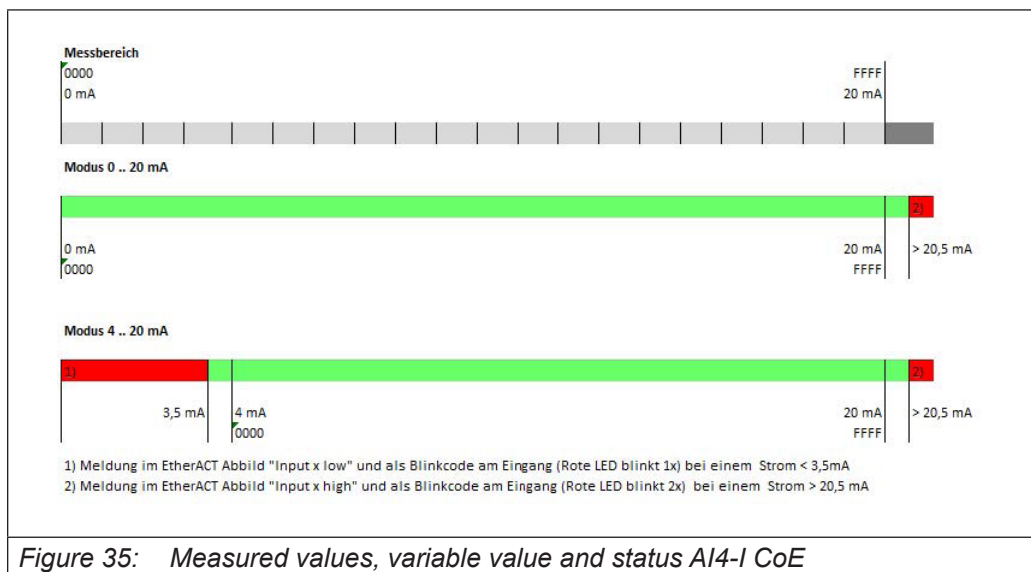 Messbereich
0000 FFFF
0 mA 20 mA
Modus 0 .. 20 mA
2)
0 mA 20 mA > 20,5 mA
0000 FFFF
Modus 4 .. 20 mA
1) 2)
3,5 mA 4 mA 20 mA > 20,5 mA
0000 FFFF
1) Meldung im EtherACT Abbild "Input x low" und als Blinkcode am Eingang (Rote LED blinkt 1x) bei einem Strom < 3,5mA
2) Meldung im EtherACT Abbild "Input x high" und als Blinkcode am Eingang (Rote LED blinkt 2x) bei einem Strom > 20,5 mA
Figure 35: Measured values, variable value and status AI4-I CoE